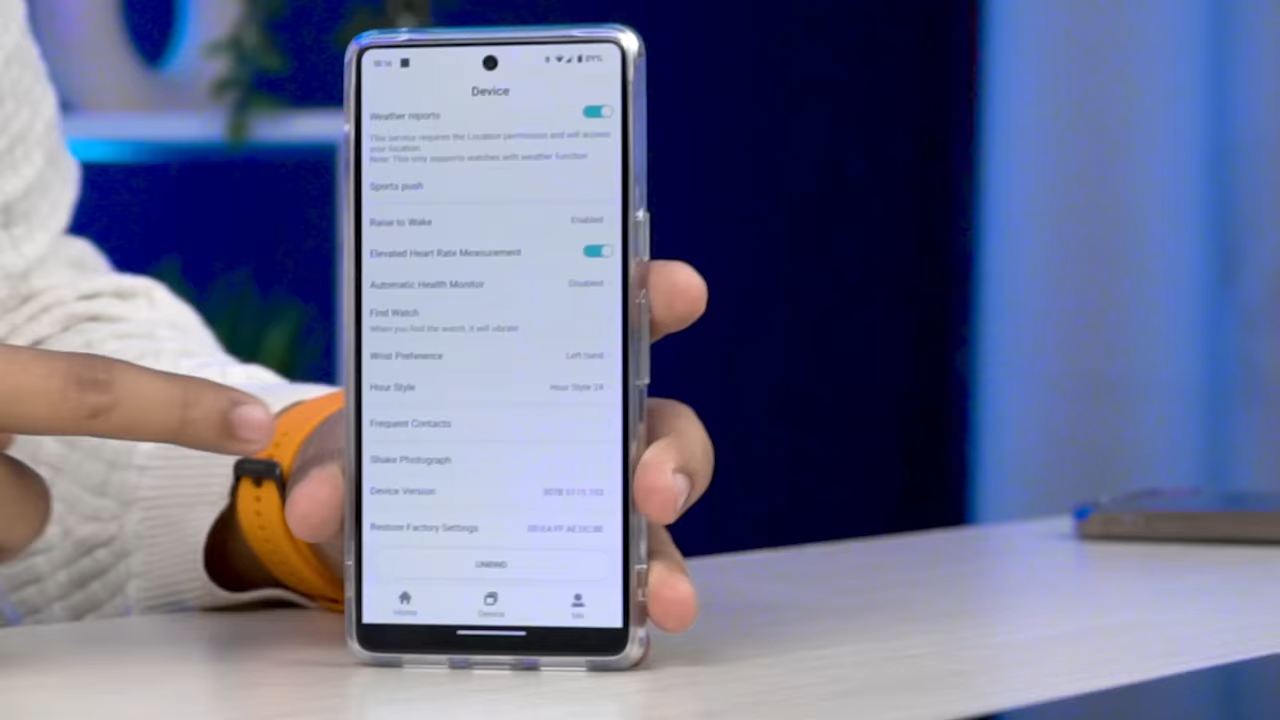 Device
Weather reports
This service requires the Location permission and will access
your location.
Note: This only supports watches with weather function
Sports push
Raise to Wake Enabled
Elevated Heart Rate Measurement
Automatic Health Monitor Disabled
Find Watch
When you find the watch, it will vibrate
Wrist Preference Left hand
Hour Style Hour Style 24
Frequent Contacts
Shake Photograph
Device Version
Restore Factory Settings
UNBIND
Home Device Me